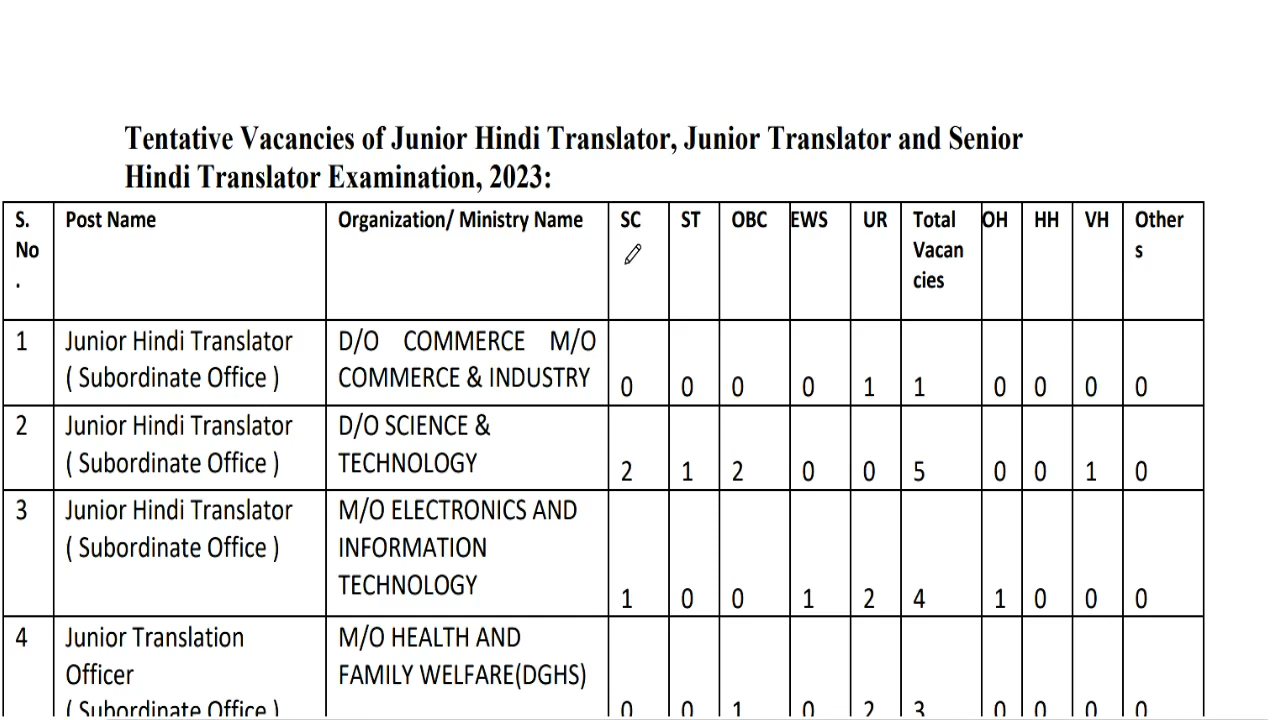 Tentative Vacancies of Junior Hindi Translator, Junior Translator and Senior
Hindi Translator Examination, 2023:
S. No . Post Name Organization/ Ministry Name SC ST OBC EWS UR Total Vacan cies OH HH VH Other s
1 Junior Hindi Translator ( Subordinate Office ) D/O COMMERCE M/O COMMERCE & INDUSTRY 0 0 0 0 1 1 0 0 0 0
2 Junior Hindi Translator ( Subordinate Office ) D/O SCIENCE & TECHNOLOGY 2 1 2 0 0 5 0 0 1 0
3 Junior Hindi Translator ( Subordinate Office ) M/O ELECTRONICS AND INFORMATION TECHNOLOGY 1 0 0 1 2 4 1 0 0 0
4 Junior Translation Officer ( Subordinate Office ) M/O HEALTH AND FAMILY WELFARE(DGHS) 0 0 1 0 2 3 0 0 0 0